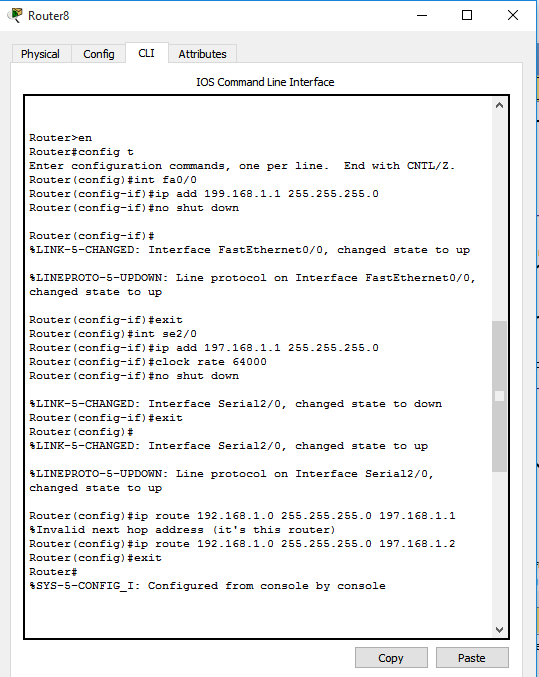 Router8
Physical Config CLI Attributes
IOS Command Line Interface
Router>en
Router#config t
Enter configuration commands, one per line.  End with CNTL/Z.
Router(config)#int fa0/0
Router(config-if)#ip add 199.168.1.1 255.255.255.0
Router(config-if)#no shut down
Router(config-if)#
%LINK-5-CHANGED: Interface FastEthernet0/0, changed state to up
%LINEPROTO-5-UPDOWN: Line protocol on Interface FastEthernet0/0,
changed state to up
Router(config-if)#exit
Router(config)#int se2/0
Router(config-if)#ip add 197.168.1.1 255.255.255.0
Router(config-if)#clock rate 64000
Router(config-if)#no shut down
%LINK-5-CHANGED: Interface Serial2/0, changed state to down
Router(config-if)#exit
Router(config)#
%LINK-5-CHANGED: Interface Serial2/0, changed state to up
%LINEPROTO-5-UPDOWN: Line protocol on Interface Serial2/0,
changed state to up
Router(config)#ip route 192.168.1.0 255.255.255.0 197.168.1.1
%Invalid next hop address (it's this router)
Router(config)#ip route 192.168.1.0 255.255.255.0 197.168.1.2
Router(config)#exit
Router#
%SYS-5-CONFIG_I: Configured from console by console
Copy Paste